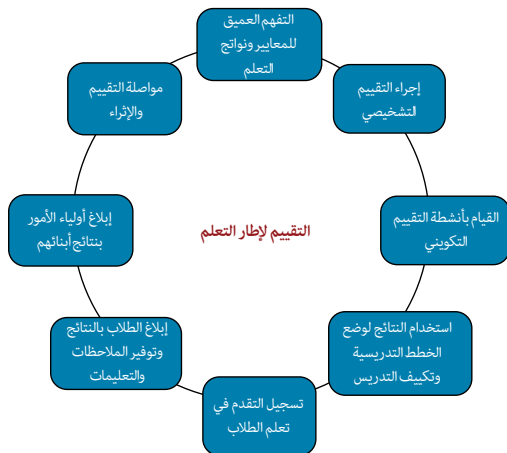 التفهم العميق
للمعايير ونواتج
التعلم
إجراء التقييم
التشخيصي
القيام بأنشطة التقييم
التكويني
استخدام النتائج لوضع
الخطط التدريسية
وتكييف التدريس
تسجيل التقدم في
تعلم الطلاب
إبلاغ الطلاب بالنتائج
وتوفير الملاحظات
والتعليمات
إبلاغ أولياء الأمور
بنتائج أبنائهم
مواصلة التقييم
والإثراء
التقييم لإطار التعلم